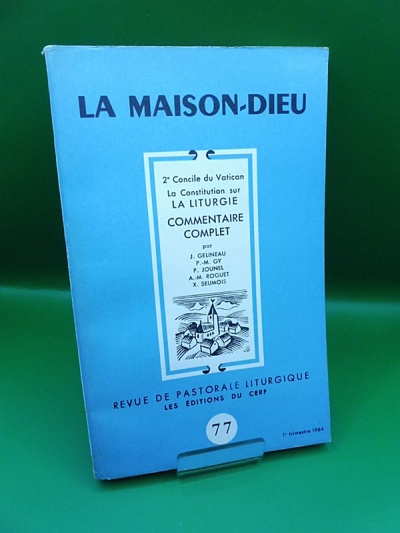 LA MAISON-DIEU
2e Concile du Vatican
La Constitution sur
LA LITURGIE
COMMENTAIRE
COMPLET
par
J. GELINEAU
P.-M. GY
P. JOUNEL
A.-M. ROGUET
X. SEUMOIS
REVUE DE PASTORALE LITURGIQUE
LES ÉDITIONS DU CERF
77
1er trimestre 1964